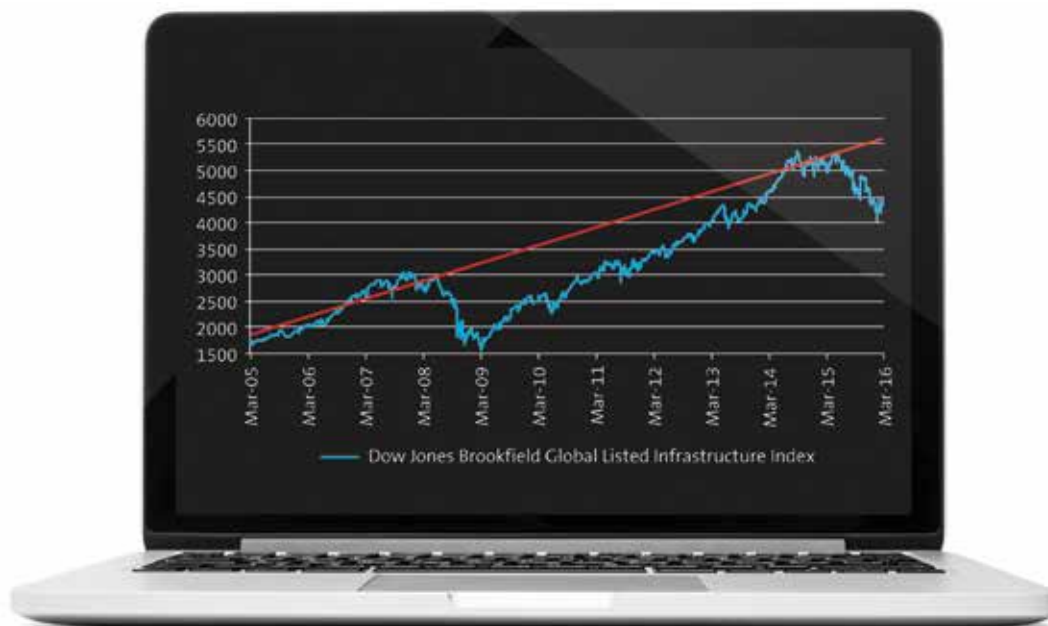 6000
5500
5000
4500
4000
3500
3000
2500
2000
1500
Mar-05
Mar-06
Mar-07
Mar-08
Mar-09
Mar-10
Mar-11
Mar-12
Mar-13
Mar-14
Mar-15
Mar-16
Dow Jones Brookfield Global Listed Infrastructure Index